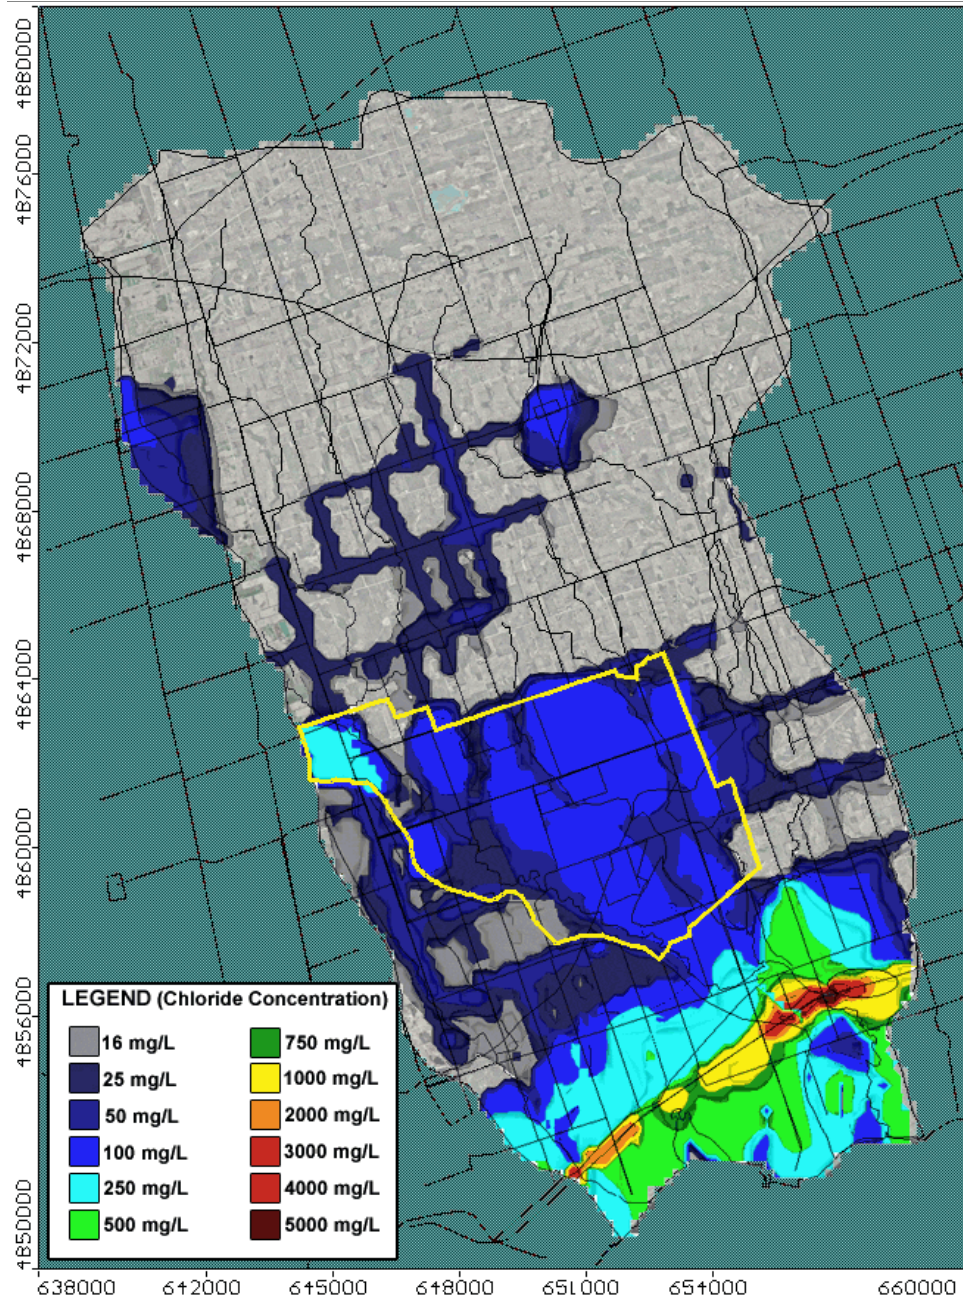 4880000
4876000
4872000
4868000
4864000
4860000
4856000
4850000
LEGEND (Chloride Concentration)
16 mg/L
750 mg/L
25 mg/L
1000 mg/L
50 mg/L
2000 mg/L
100 mg/L
3000 mg/L
250 mg/L
4000 mg/L
500 mg/L
5000 mg/L
638000 642000 645000 648000 651000 654000 660000